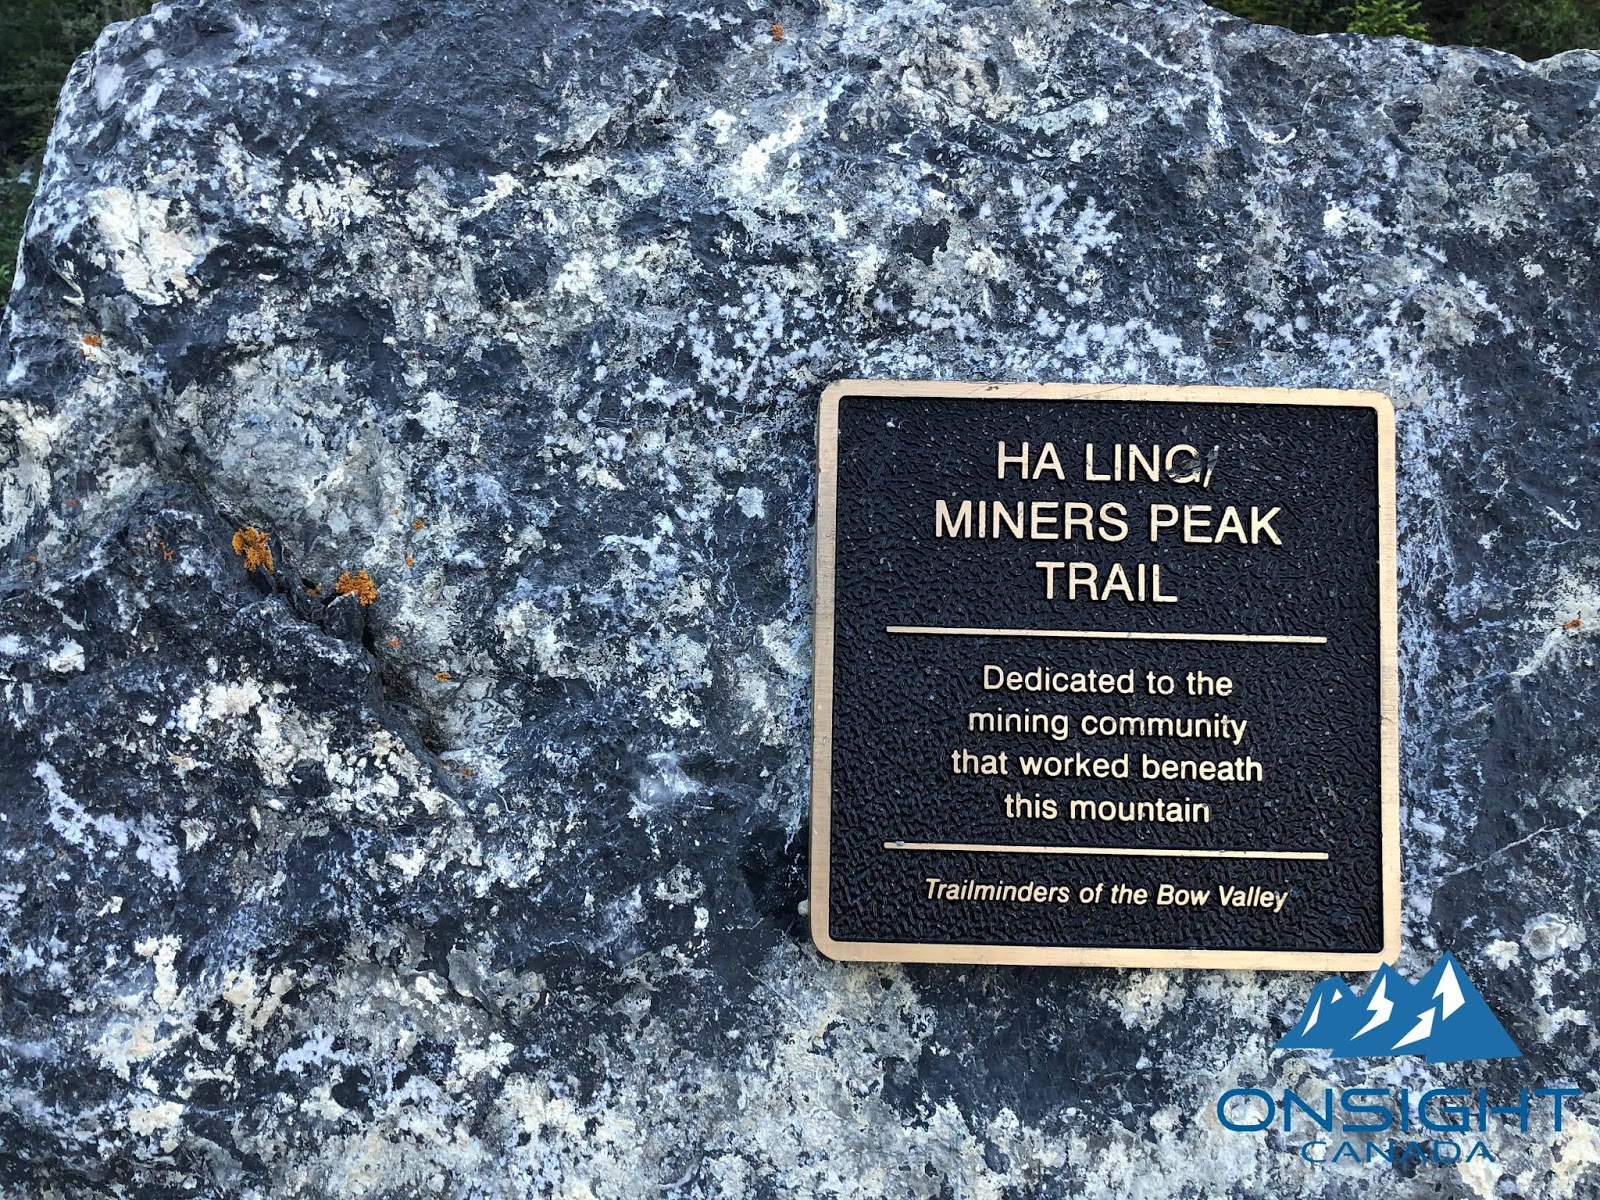 HA LING/
MINERS PEAK
TRAIL
Dedicated to the
mining community
that worked beneath
this mountain
Trailminders of the Bow Valley
ONSIGHT
CANADA